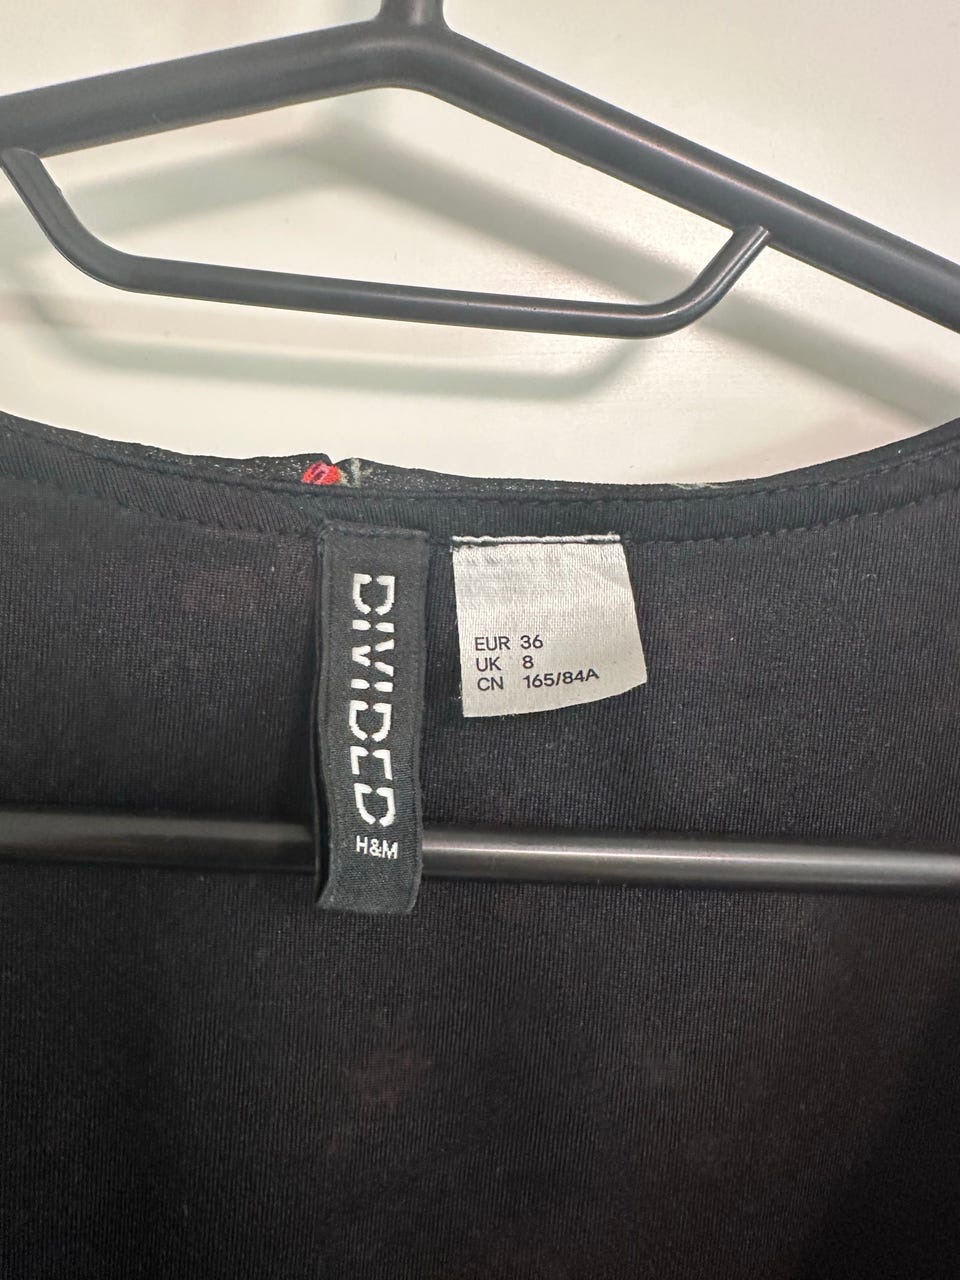 DIVIDED
H&M
EUR 36
UK 8
CN 165/84A